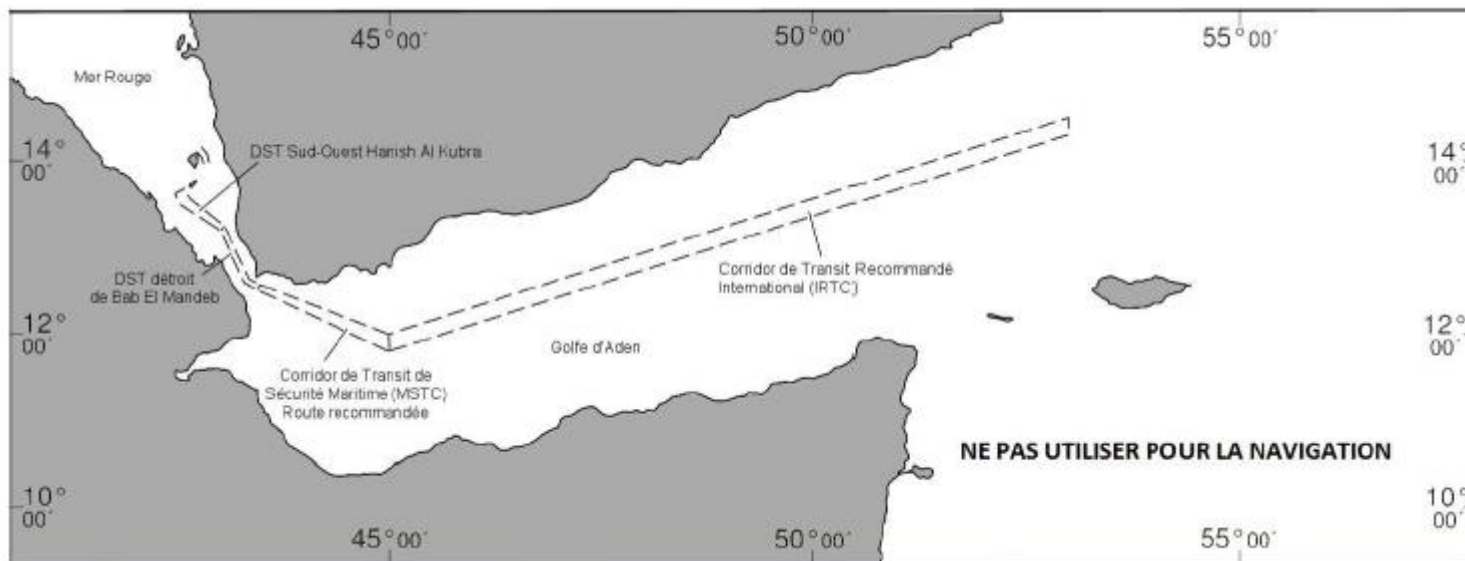 45°00′
50°00′
55°00′
Mer Rouge
14°
00′
DST Sud-Ouest Hanish Al Kubra
14°
00′
DST détroit
de Bab El Mandeb
Corridor de Transit Recommandé
International (IRTC)
12°
00′
Golfe d'Aden
12°
00′
Corridor de Transit de
Sécurité Maritime (MSTC)
Route recommandée
NE PAS UTILISER POUR LA NAVIGATION
10°
00′
10°
00′
45°00′
50°00′
55°00′